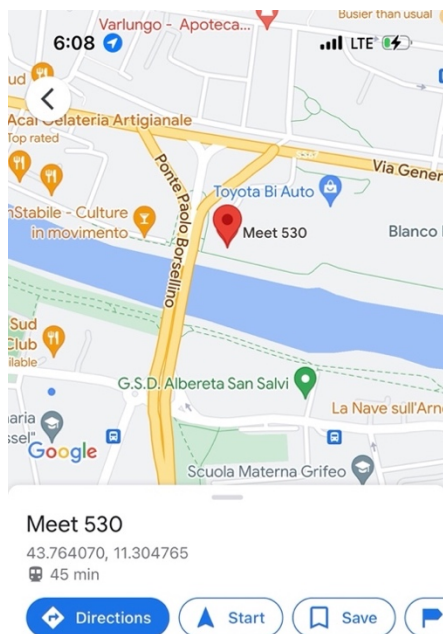 Varlungo - Apoteca...
Busier than usual
6:08
LTE
ud
Acai Gelateria Artigianale
Top rated
Via Gener
Ponte Paolo Borsellino
Toyota Bi Auto
nStabile - Culture
in movimento
Meet 530
Blanco
Sud
Club
ilable
G.S.D. Albereta San Salvi
La Nave sull'Arn
naria
ssel"
Google
Scuola Materna Grifeo
Meet 530
43.764070, 11.304765
45 min
Directions
Start
Save